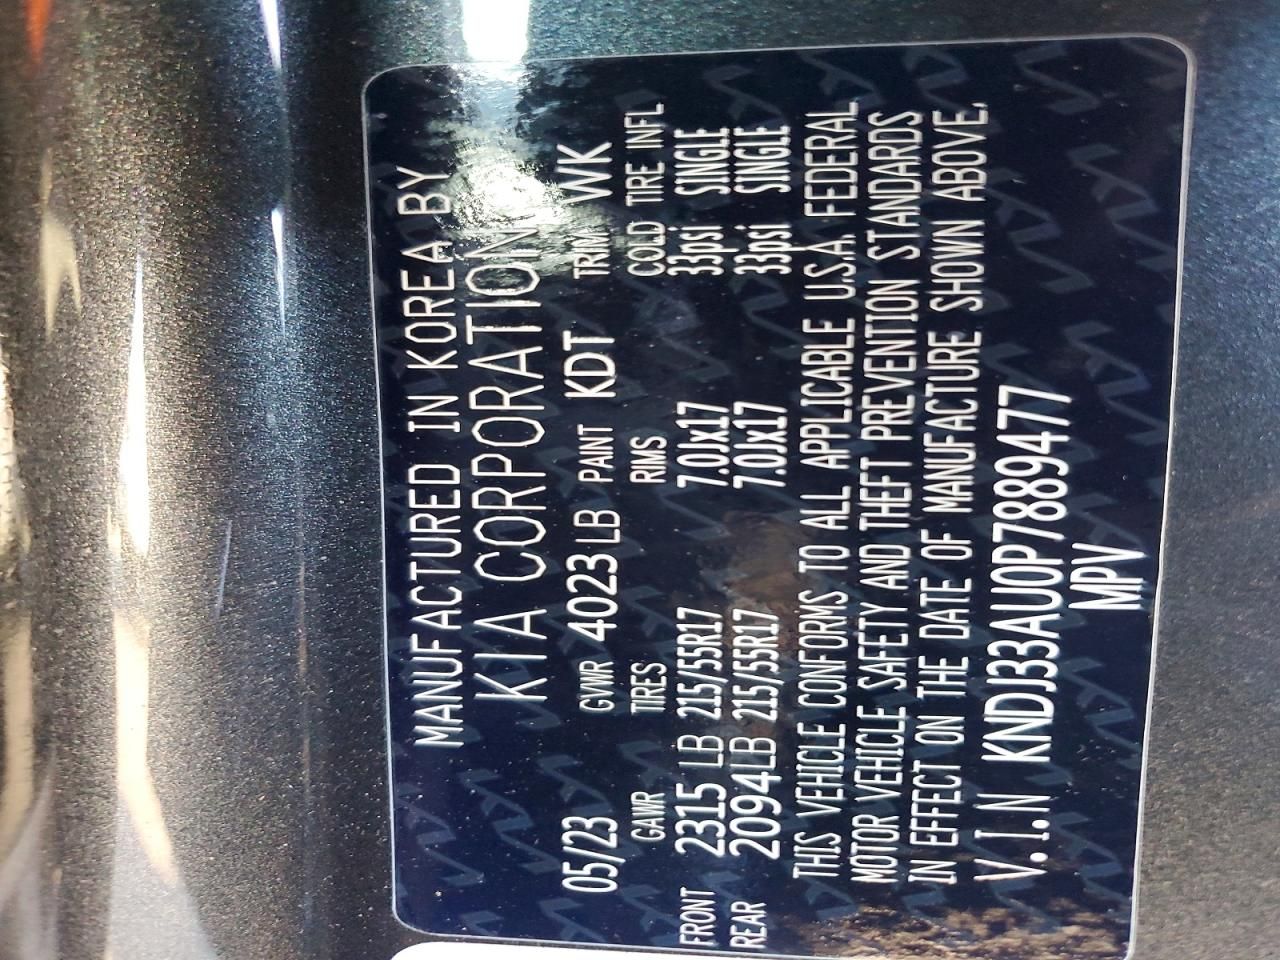 MANUFACTURED IN KOREA BY
KIA CORPORATION
05/23 GVWR 4023 LB PAINT KDT TRIM WK
GAWR TIRES RIMS COLD TIRE INFL
FRONT 2315 LB 215/55R17 7.0Jx17 33psi SINGLE
REAR 2094LB 215/55R17 7.0Jx17 33psi SINGLE
THIS VEHICLE CONFORMS TO ALL APPLICABLE U.S.A. FEDERAL
MOTOR VEHICLE SAFETY AND THEFT PREVENTION STANDARDS
IN EFFECT ON THE DATE OF MANUFACTURE SHOWN ABOVE.
V.I.N KNDJ33AU0P7889477
MPV